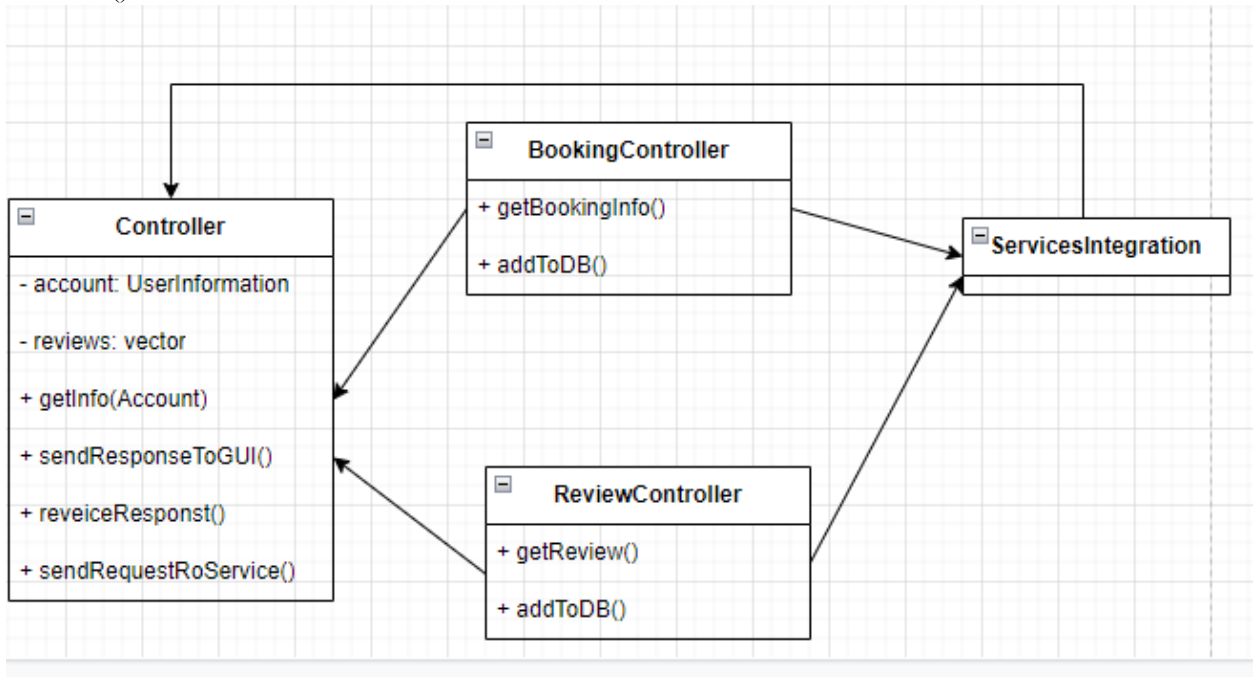 ()
BookingController
+ getBookingInfo()
+ addToDB()
Controller
- account: UserInformation
- reviews: vector
+ getInfo(Account)
+ sendResponseToGUI()
+ reveiceResponst()
+ sendRequestRoService()
ServicesIntegration
ReviewController
+ getReview()
+ addToDB()